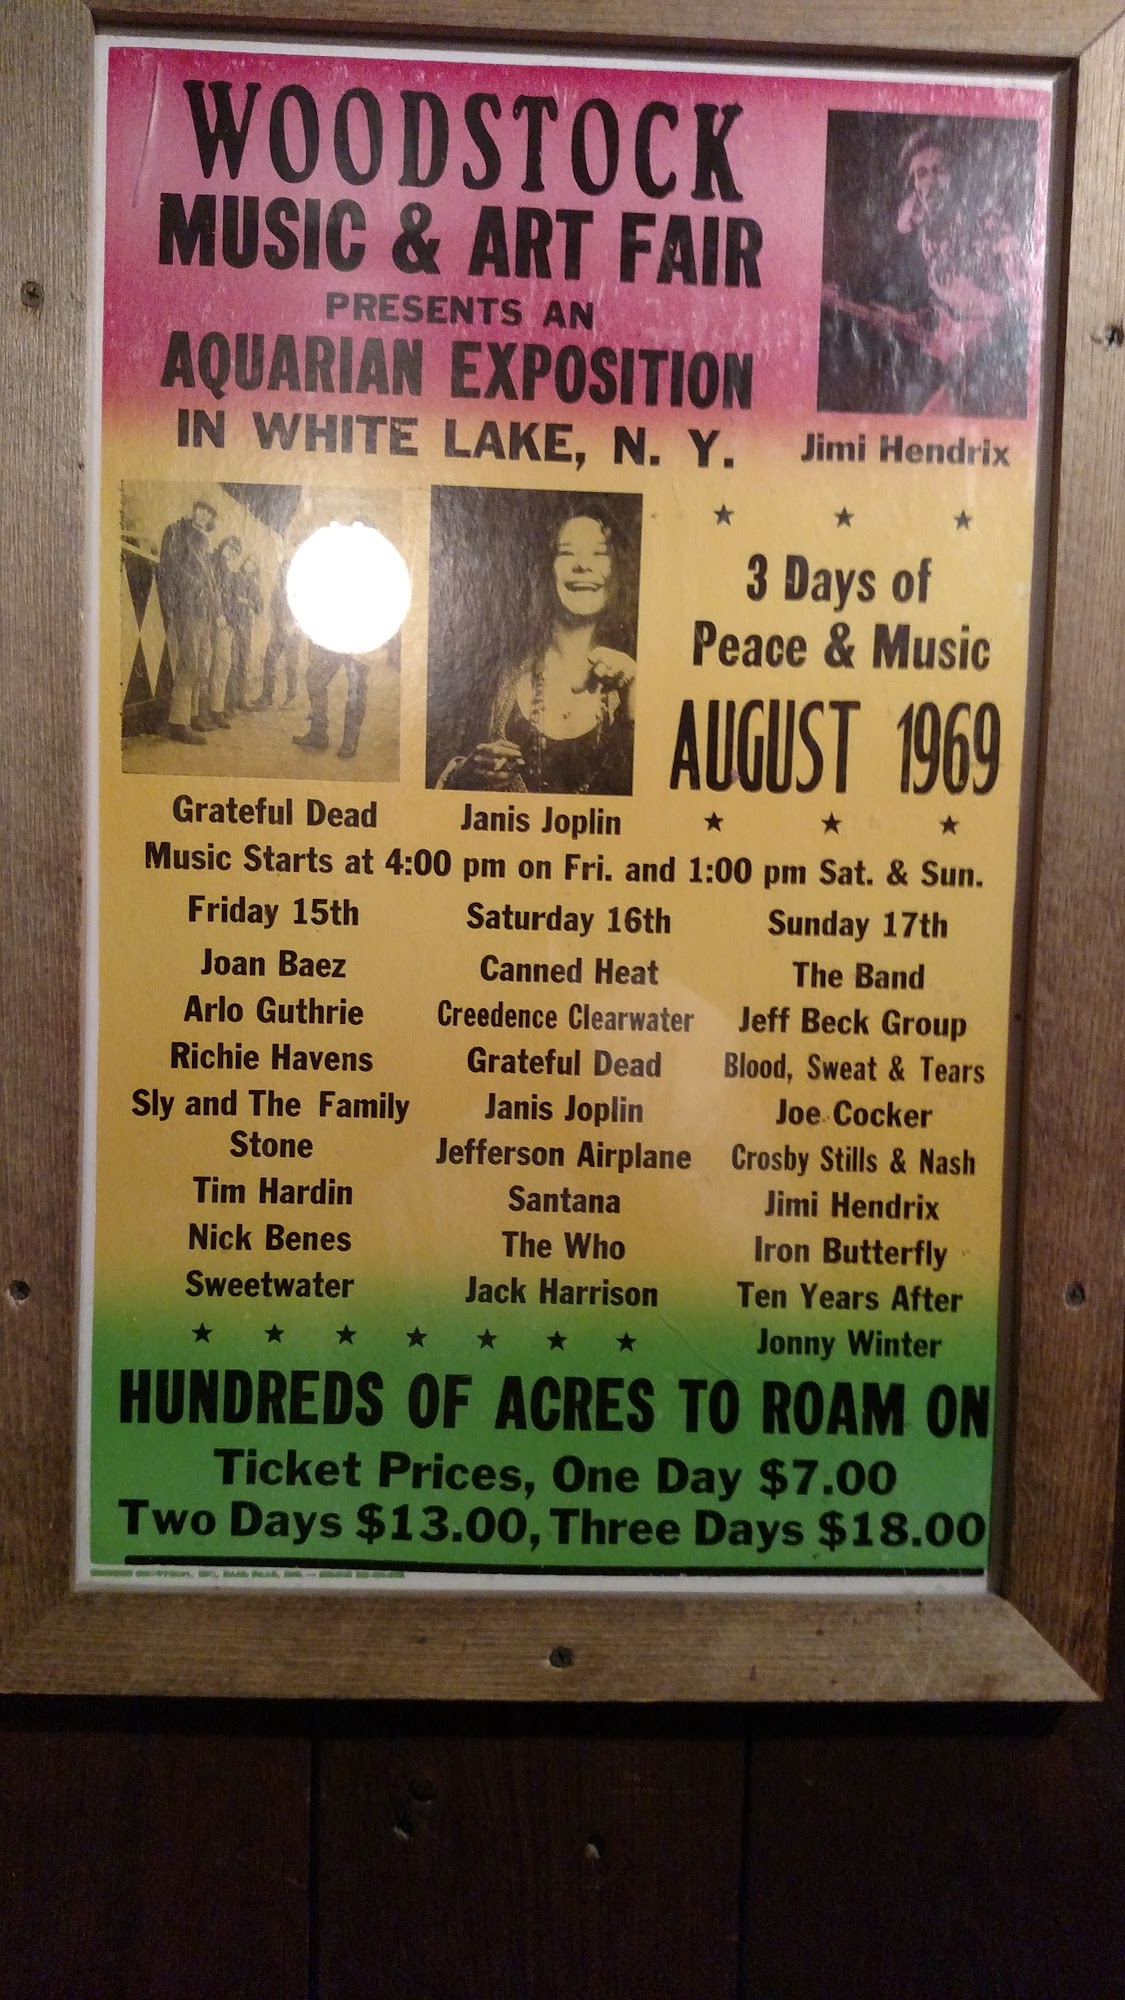 WOODSTOCK
MUSIC & ART FAIR
PRESENTS AN
AQUARIAN EXPOSITION
IN WHITE LAKE, N. Y.
Jimi Hendrix
3 Days of
Peace & Music
AUGUST 1969
Grateful Dead
Janis Joplin
Music Starts at 4:00 pm on Fri. and 1:00 pm Sat. & Sun.
Friday 15th
Joan Baez
Arlo Guthrie
Richie Havens
Sly and The Family
Stone
Tim Hardin
Nick Benes
Sweetwater
Saturday 16th
Canned Heat
Creedence Clearwater
Grateful Dead
Janis Joplin
Jefferson Airplane
Santana
The Who
Jack Harrison
Sunday 17th
The Band
Jeff Beck Group
Blood, Sweat & Tears
Joe Cocker
Crosby Stills & Nash
Jimi Hendrix
Iron Butterfly
Ten Years After
Jonny Winter
HUNDREDS OF ACRES TO ROAM ON
Ticket Prices, One Day $7.00
Two Days $13.00, Three Days $18.00